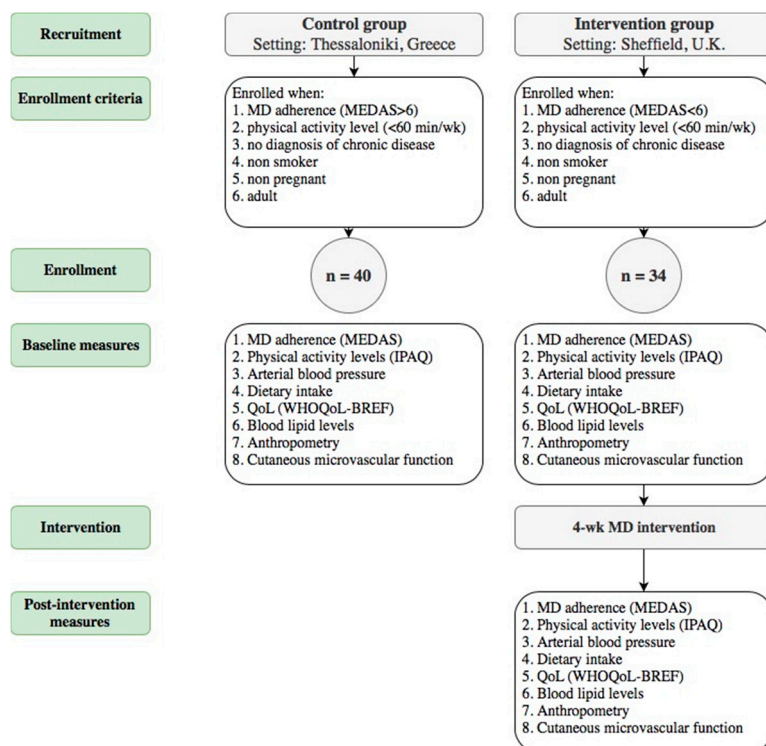 Recruitment
Control group
Setting: Thessaloniki, Greece
Intervention group
Setting: Sheffield, U.K.
Enrollment criteria
Enrolled when:
1. MD adherence (MEDAS>6)
2. physical activity level (<60 min/wk)
3. no diagnosis of chronic disease
4. non smoker
5. non pregnant
6. adult
Enrolled when:
1. MD adherence (MEDAS<6)
2. physical activity level (<60 min/wk)
3. no diagnosis of chronic disease
4. non smoker
5. non pregnant
6. adult
Enrollment
n = 40
n = 34
Baseline measures
1. MD adherence (MEDAS)
2. Physical activity levels (IPAQ)
3. Arterial blood pressure
4. Dietary intake
5. QoL (WHOQoL-BREF)
6. Blood lipid levels
7. Anthropometry
8. Cutaneous microvascular function
1. MD adherence (MEDAS)
2. Physical activity levels (IPAQ)
3. Arterial blood pressure
4. Dietary intake
5. QoL (WHOQoL-BREF)
6. Blood lipid levels
7. Anthropometry
8. Cutaneous microvascular function
Intervention
4-wk MD intervention
Post-intervention
measures
1. MD adherence (MEDAS)
2. Physical activity levels (IPAQ)
3. Arterial blood pressure
4. Dietary intake
5. QoL (WHOQoL-BREF)
6. Blood lipid levels
7. Anthropometry
8. Cutaneous microvascular function